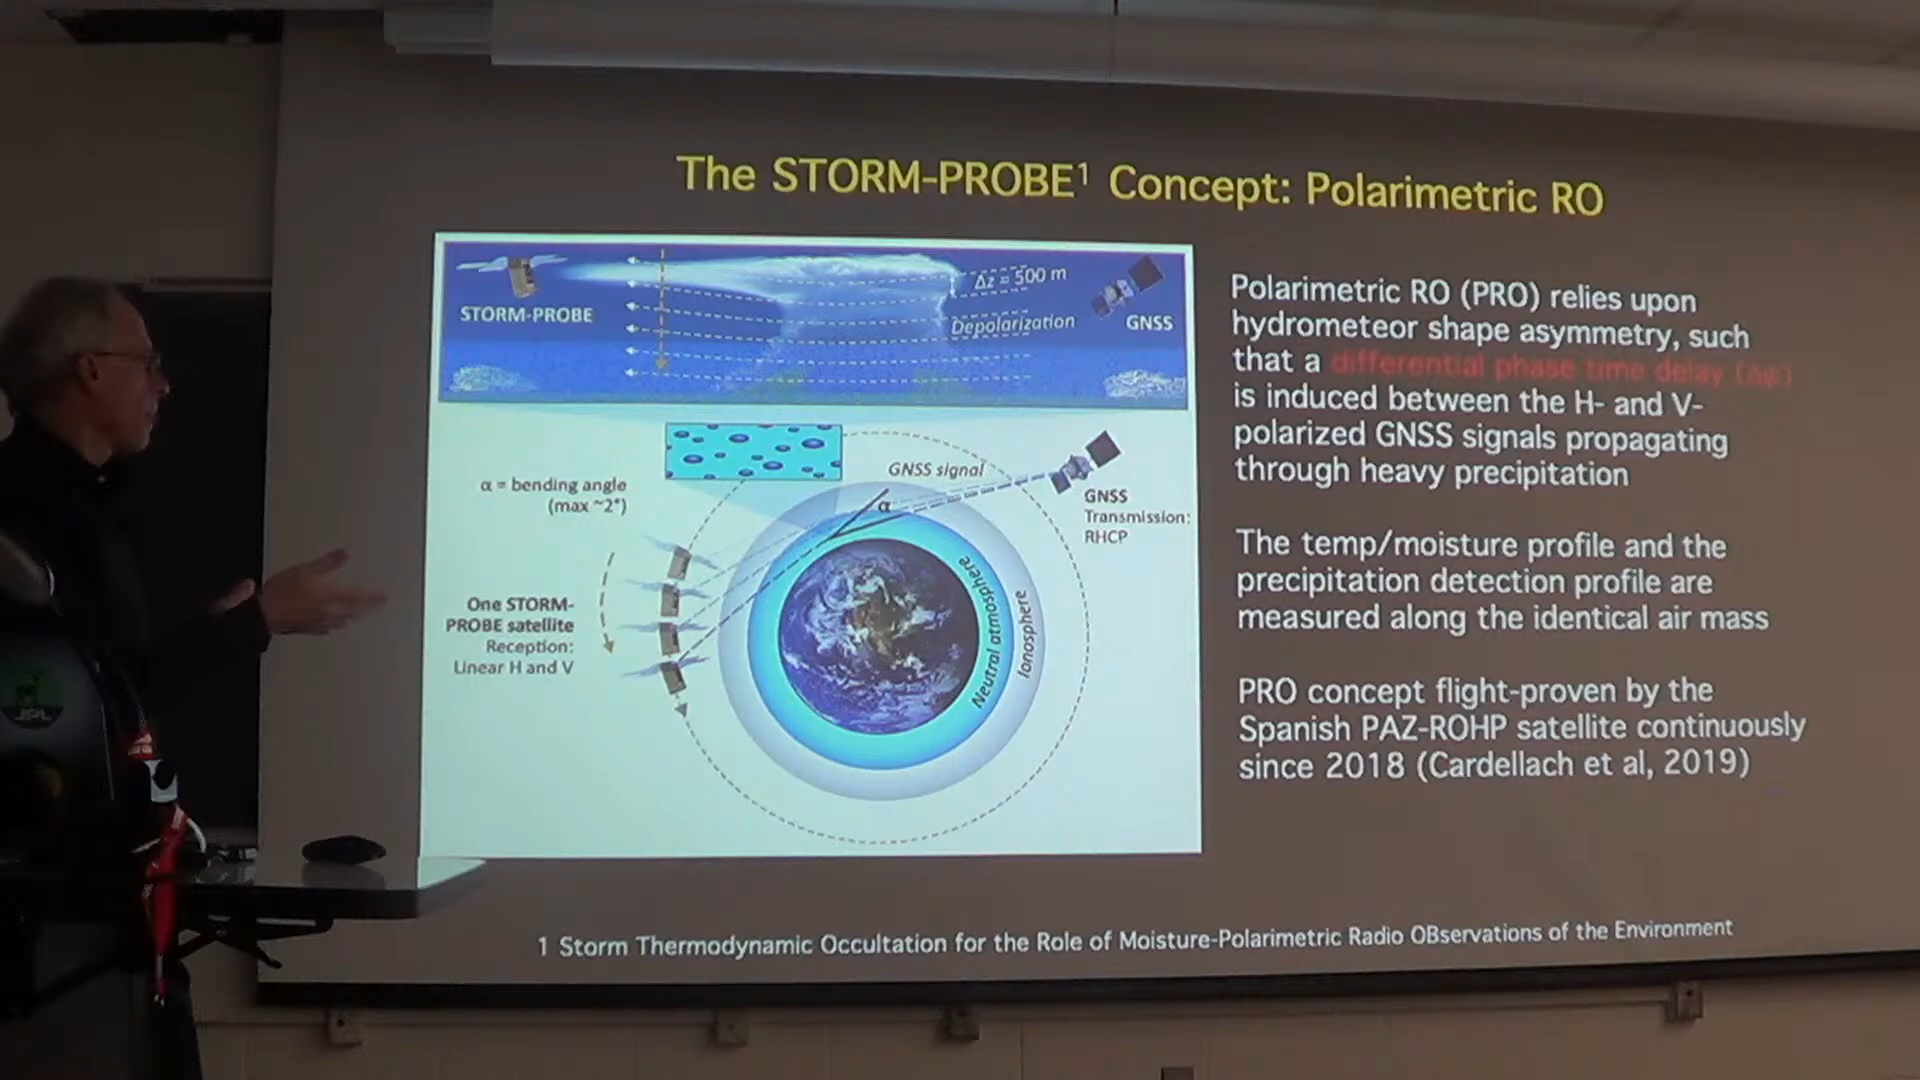 The STORM-PROBE¹ Concept: Polarimetric RO
STORM-PROBE
Δz = 500 m
Depolarization
GNSS
α = bending angle
(max ~2°)
GNSS signal
α
GNSS
Transmission:
RHCP
One STORM-
PROBE satellite
Reception:
Linear H and V
Neutral atmosphere
Ionosphere
Polarimetric RO (PRO) relies upon
hydrometeor shape asymmetry, such
that a differential phase time delay (Δφ)
is induced between the H- and V-
polarized GNSS signals propagating
through heavy precipitation
The temp/moisture profile and the
precipitation detection profile are
measured along the identical air mass
PRO concept flight-proven by the
Spanish PAZ-ROHP satellite continuously
since 2018 (Cardellach et al, 2019)
1 Storm Thermodynamic Occultation for the Role of Moisture-Polarimetric Radio OBservations of the Environment
JPL